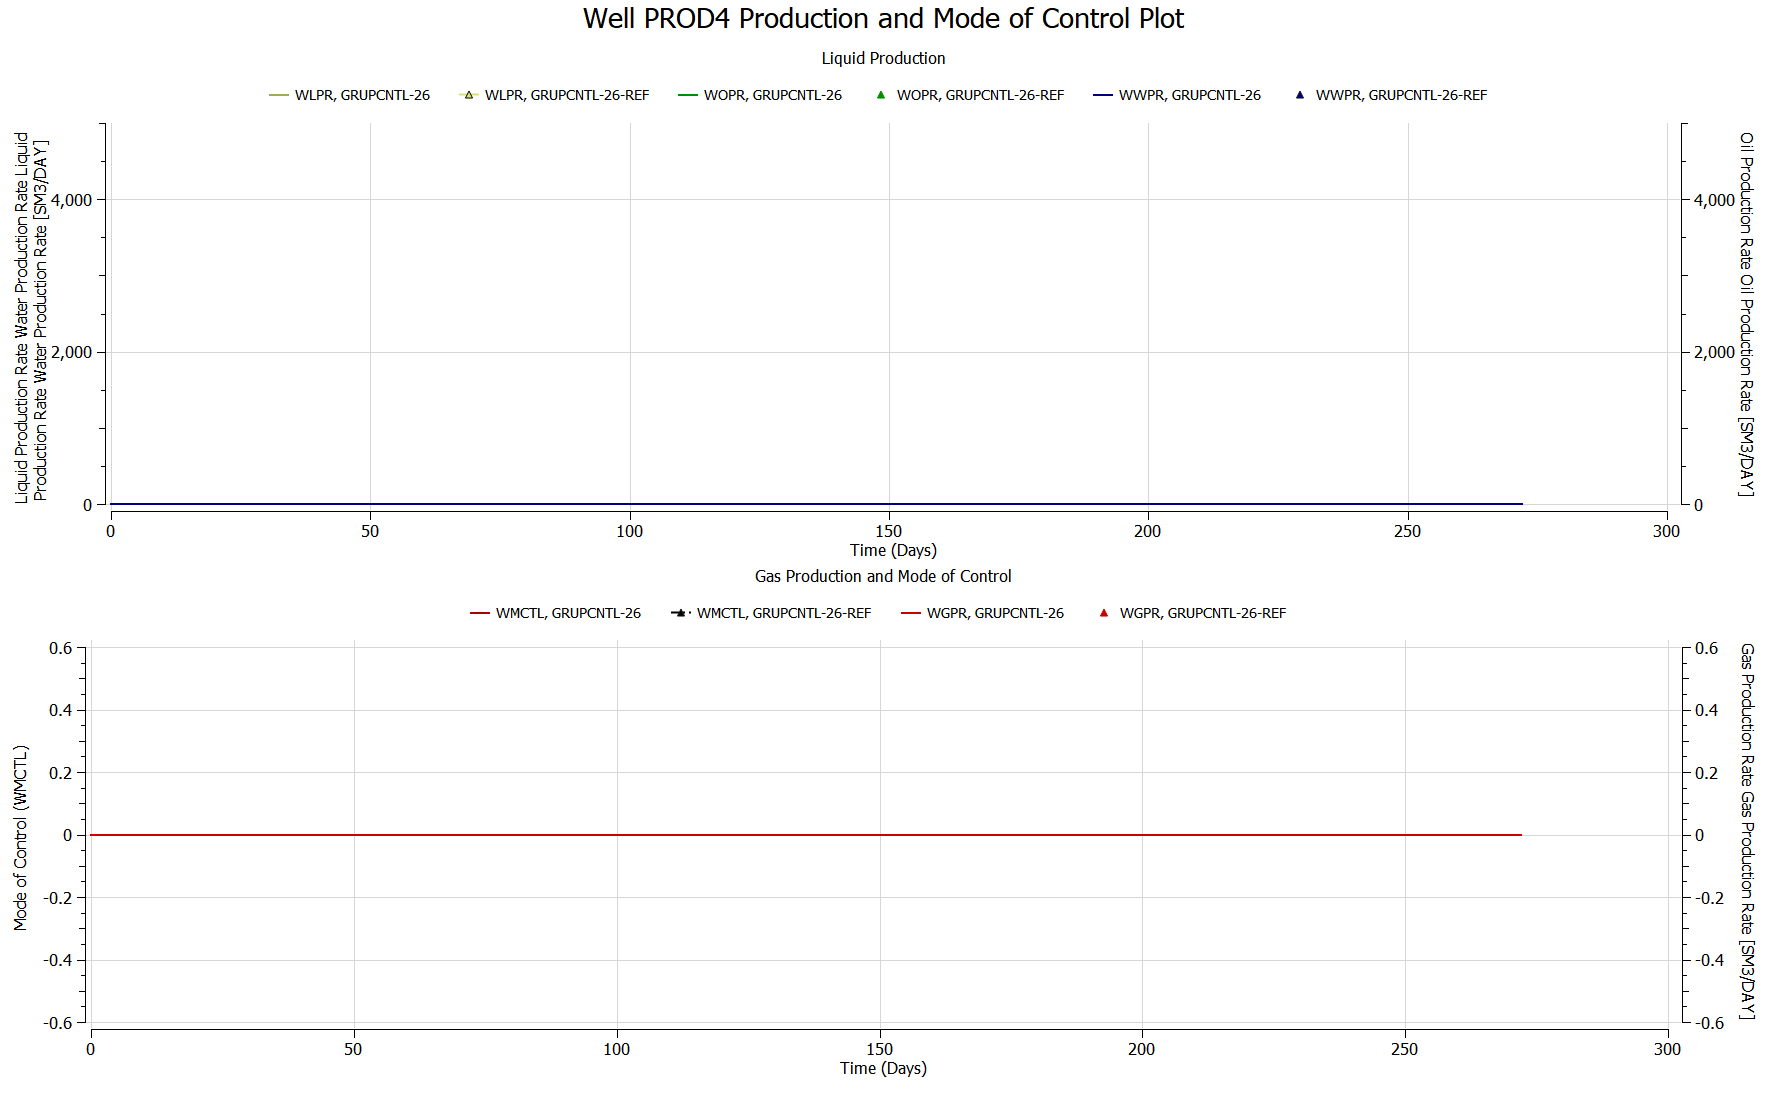 Well PROD4 Production and Mode of Control Plot
Liquid Production
WLPR, GRUPCNTL-26 WLPR, GRUPCNTL-26-REF WOPR, GRUPCNTL-26 WOPR, GRUPCNTL-26-REF WWPR, GRUPCNTL-26 WWPR, GRUPCNTL-26-REF
Liquid Production Rate Water Production Rate Liquid
Production Rate Water Production Rate [SM3/DAY]
4,000
2,000
0
4,000
2,000
0
Oil Production Rate Oil Production Rate [SM3/DAY]
0 50 100 150 200 250 300
Time (Days)
Gas Production and Mode of Control
WMCTL, GRUPCNTL-26 WMCTL, GRUPCNTL-26-REF WGPR, GRUPCNTL-26 WGPR, GRUPCNTL-26-REF
Mode of Control (WMCTL)
0.6
0.4
0.2
0
-0.2
-0.4
-0.6
0.6
0.4
0.2
0
-0.2
-0.4
-0.6
Gas Production Rate Gas Production Rate [SM3/DAY]
0 50 100 150 200 250 300
Time (Days)